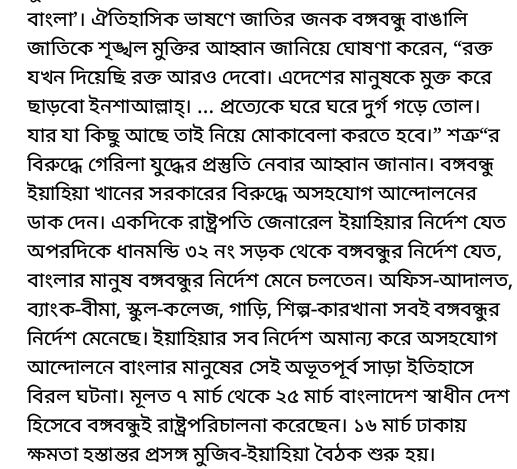 বাংলা’। ঐতিহাসিক ভাষণে জাতির জনক বঙ্গবন্ধু বাঙালি
জাতিকে শৃঙ্খল মুক্তির আহ্বান জানিয়ে ঘোষণা করেন, “রক্ত
যখন দিয়েছি রক্ত আরও দেবো। এদেশের মানুষকে মুক্ত করে
ছাড়বো ইনশাআল্লাহ্। ... প্রত্যেকে ঘরে ঘরে দুর্গ গড়ে তোল।
যার যা কিছু আছে তাই নিয়ে মোকাবেলা করতে হবে।” শত্রু“র
বিরুদ্ধে গেরিলা যুদ্ধের প্রস্তুতি নেবার আহ্বান জানান। বঙ্গবন্ধু
ইয়াহিয়া খানের সরকারের বিরুদ্ধে অসহযোগ আন্দোলনের
ডাক দেন। একদিকে রাষ্ট্রপতি জেনারেল ইয়াহিয়ার নির্দেশ যেত
অপরদিকে ধানমন্ডি ৩২ নং সড়ক থেকে বঙ্গবন্ধুর নির্দেশ যেত,
বাংলার মানুষ বঙ্গবন্ধুর নির্দেশ মেনে চলতেন। অফিস-আদালত,
ব্যাংক-বীমা, স্কুল-কলেজ, গাড়ি, শিল্প-কারখানা সবই বঙ্গবন্ধুর
নির্দেশ মেনেছে। ইয়াহিয়ার সব নির্দেশ অমান্য করে অসহযোগ
আন্দোলনে বাংলার মানুষের সেই অভূতপূর্ব সাড়া ইতিহাসে
বিরল ঘটনা। মূলত ৭ মার্চ থেকে ২৫ মার্চ বাংলাদেশ স্বাধীন দেশ
হিসেবে বঙ্গবন্ধুই রাষ্ট্রপরিচালনা করেছেন। ১৬ মার্চ ঢাকায়
ক্ষমতা হস্তান্তর প্রসঙ্গ মুজিব-ইয়াহিয়া বৈঠক শুরু হয়।